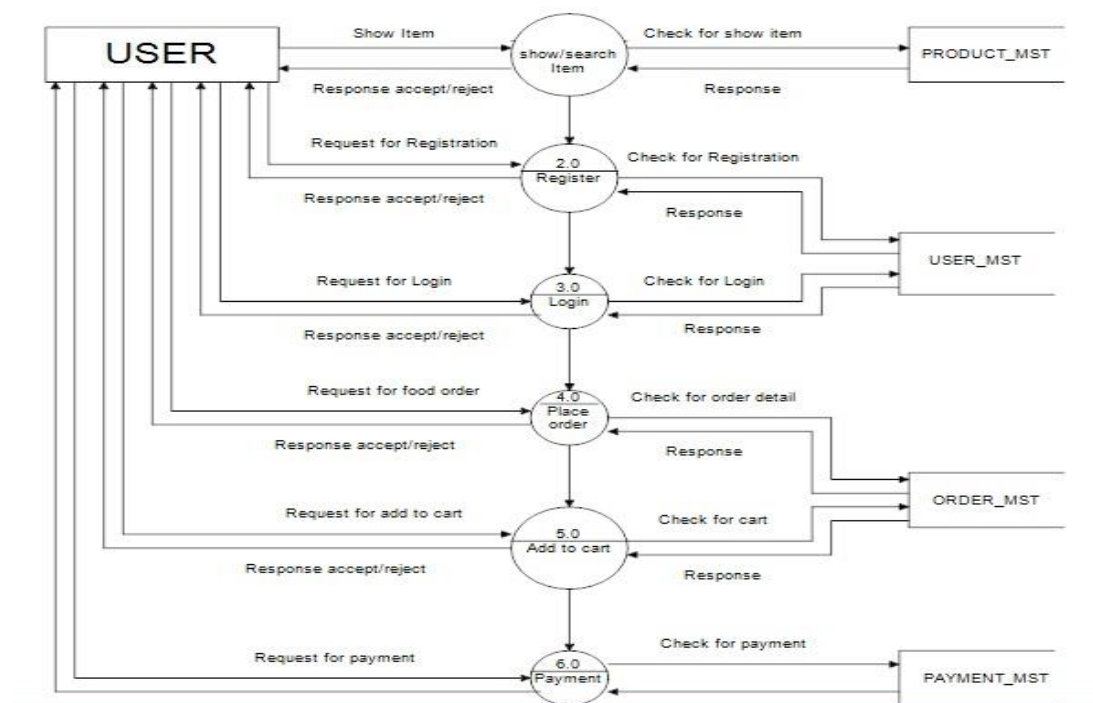 USER
Show Item
Response accept/reject
show/search
Item
Check for show item
Response
PRODUCT_MST
Request for Registration
Response accept/reject
2.0
Register
Check for Registration
Response
USER_MST
Request for Login
Response accept/reject
3.0
Login
Check for Login
Response
Request for food order
Response accept/reject
4.0
Place
order
Check for order detail
Response
ORDER_MST
Request for add to cart
Response accept/reject
5.0
Add to cart
Check for cart
Response
Request for payment
6.0
Payment
Check for payment
PAYMENT_MST